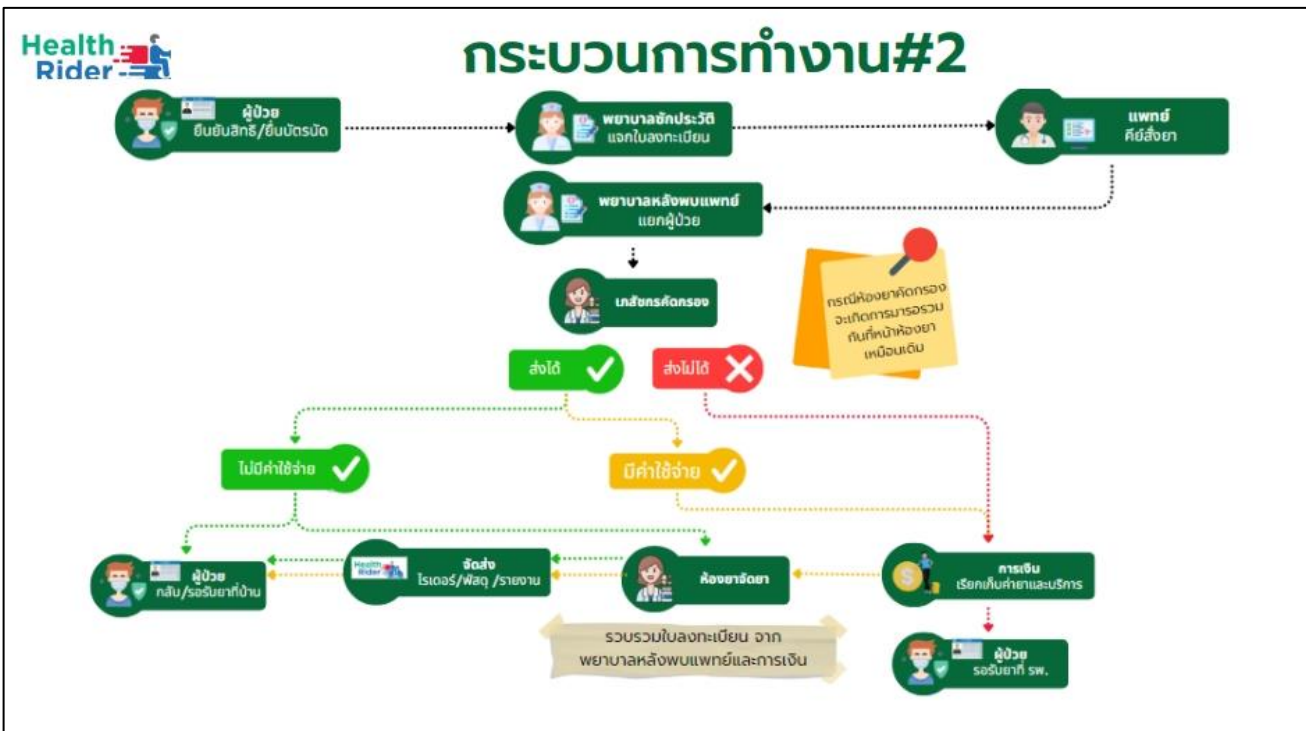 Health
Rider
กระบวนการทำงาน#2
ผู้ป่วย
ยืนยันสิทธิ/ยื่นบัตรนัด
พยาบาลซักประวัติ
แจกใบลงทะเบียน
แพทย์
คีย์สั่งยา
พยาบาลหลังพบแพทย์
แยกผู้ป่วย
เภสัชกรคัดกรอง
กรณีห้องยาคัดกรอง
จะเกิดการมารอรวม
กันที่หน้าห้องยา
เหมือนเดิม
ส่งได้
ส่งไม่ได้
ไม่มีค่าใช้จ่าย
มีค่าใช้จ่าย
ผู้ป่วย
กลับ/รอรับยาที่บ้าน
Health
Rider
จัดส่ง
ไรเดอร์/พัสดุ /รายงาน
ห้องยาจัดยา
การเงิน
เรียกเก็บค่ายาและบริการ
รวบรวมใบลงทะเบียน จาก
พยาบาลหลังพบแพทย์และการเงิน
ผู้ป่วย
รอรับยาที่ รพ.